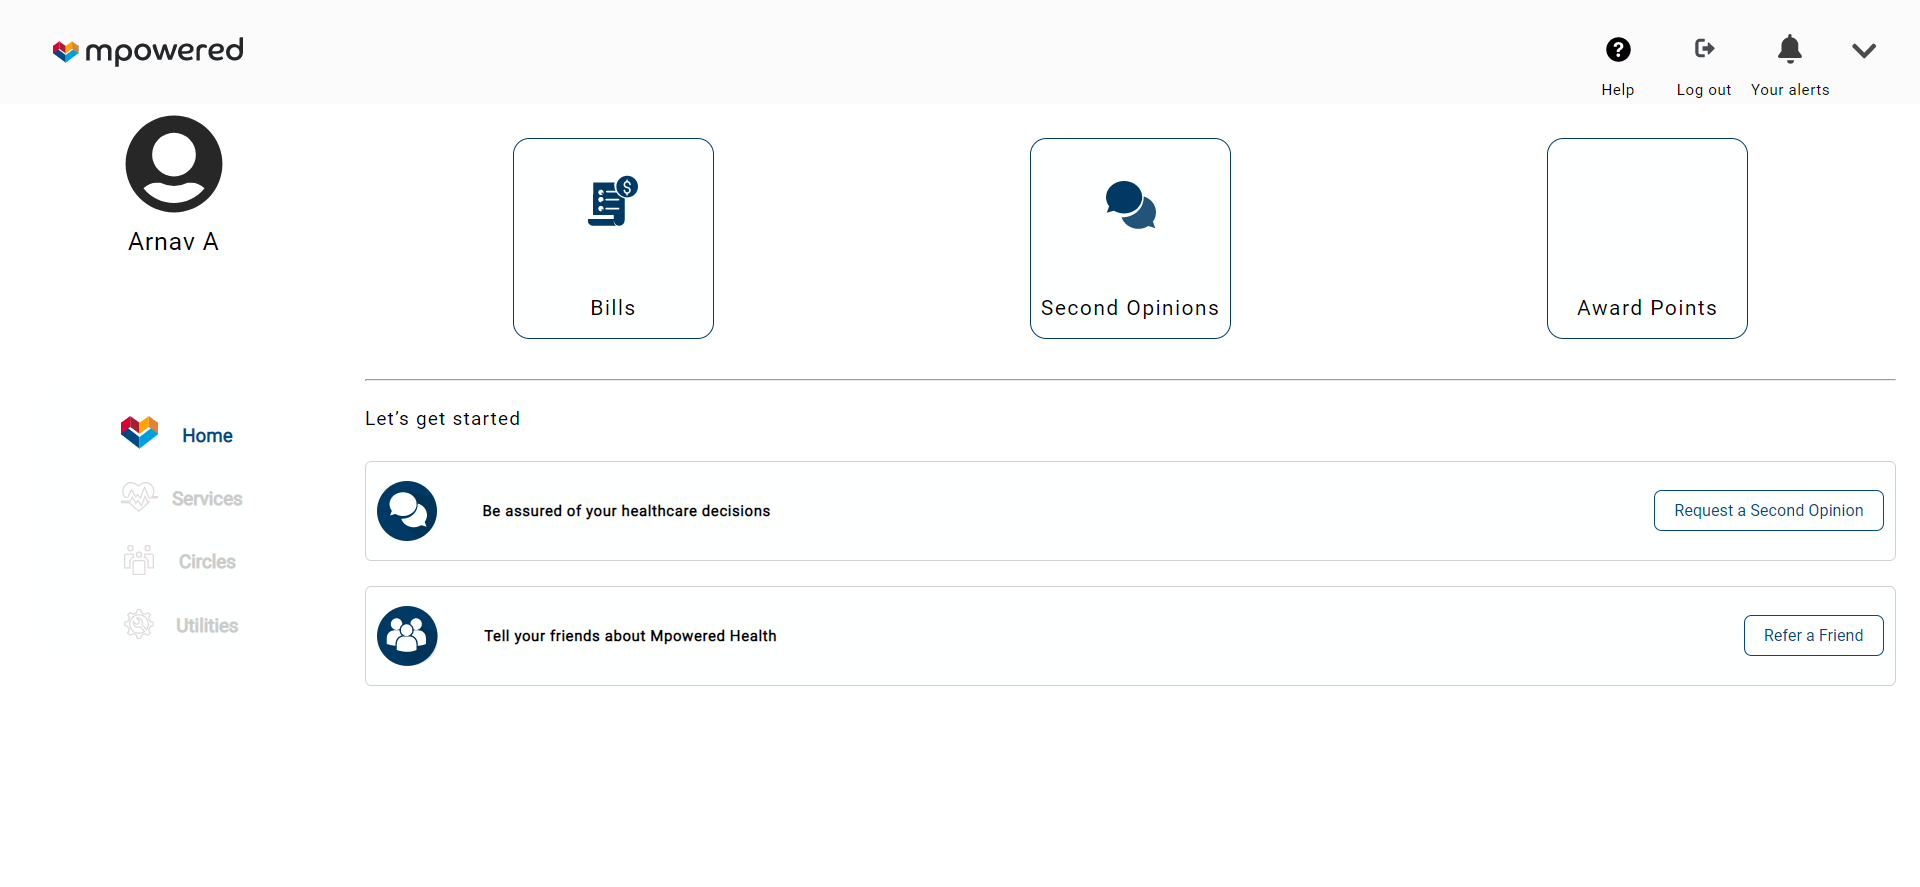 mpowered
Help
Log out
Your alerts
Arnav A
$
Bills
Second Opinions
Award Points
Home
Services
Circles
Utilities
Let’s get started
Be assured of your healthcare decisions
Request a Second Opinion
Tell your friends about Mpowered Health
Refer a Friend